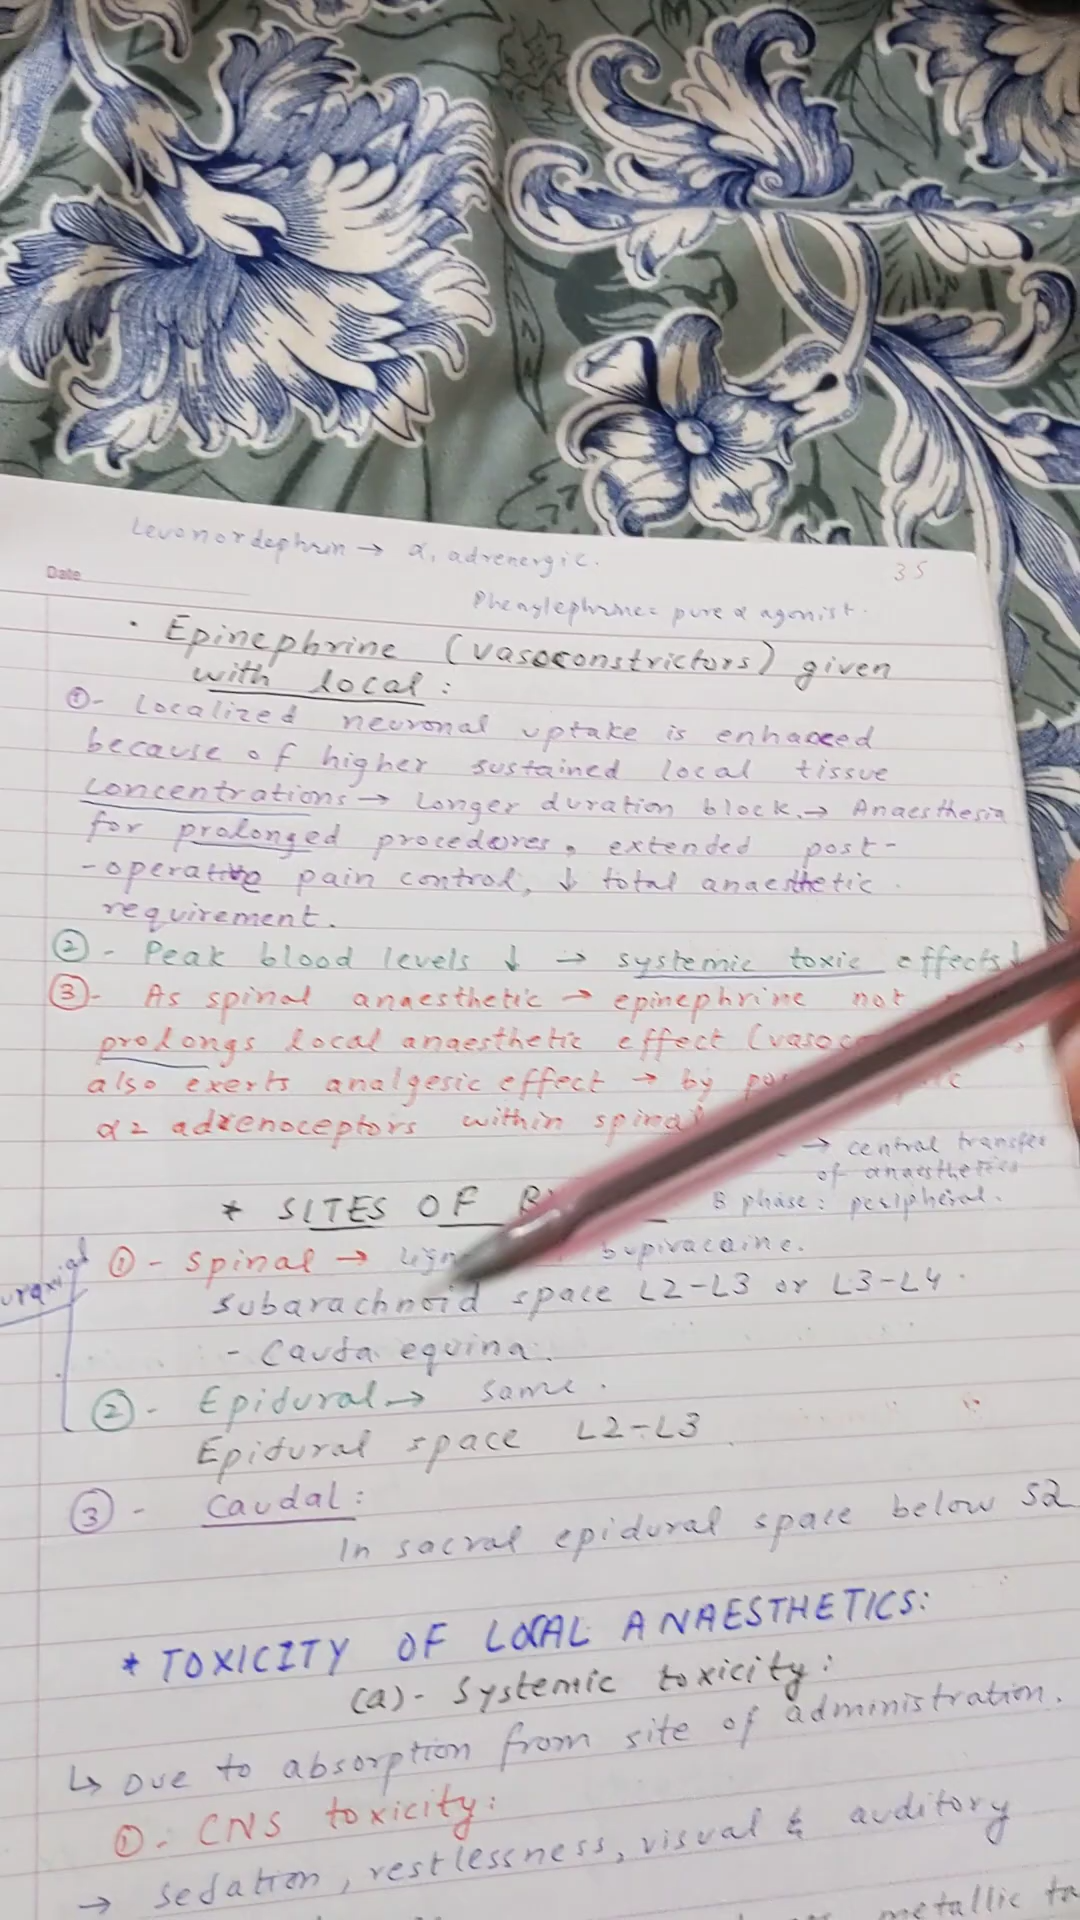 Levonordephrin → α1 adrenergic.
35
Date
Pheaylephrine = pure α agonist.
• Epinephrine (vasoconstrictors) given
with local :
①- Localized neuronal uptake is enhanced
because of higher sustained local tissue
concentrations → Longer duration block. → Anaesthesia
for prolonged procedures, extended post-
-operative pain control, ↓ total anaesthetic
requirement.
②- Peak blood levels ↓ → systemic toxic effects↓
③- As spinal anaesthetic → epinephrine not
prolongs local anaesthetic effect (vasoc
also exerts analgesic effect → by
α2 adrenoceptors within spinal
→ central transfer
of anaesthetics
* SITES OF
B phase : peripheral.
①- Spinal → bupivacaine.
subarachnoid space L2-L3 or L3-L4.
- Cauda equina.
②- Epidural → same.
Epidural space L2-L3
③- Caudal :
In sacral epidural space below S2
* TOXICITY OF LOCAL ANAESTHETICS:
(a)- Systemic toxicity:
↳ Due to absorption from site of administration.
①- CNS toxicity:
→ sedation, restlessness, visual & auditory
metallic